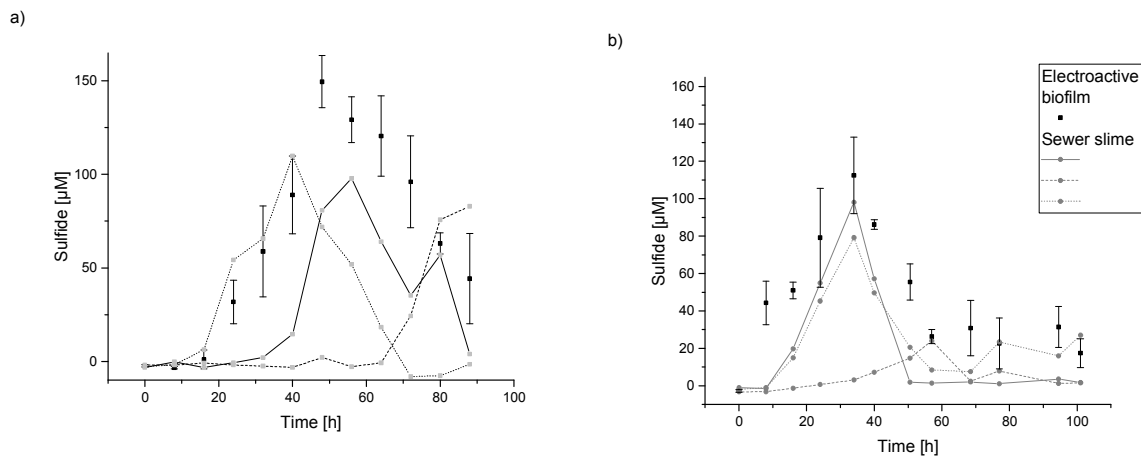 a)
150
100
50
0
Sulfide [µM]
0 20 40 60 80 100
Time [h]
b)
160
140
120
100
80
60
40
20
0
Sulfide [µM]
0 20 40 60 80 100
Time [h]
Electroactive
biofilm
Sewer slime